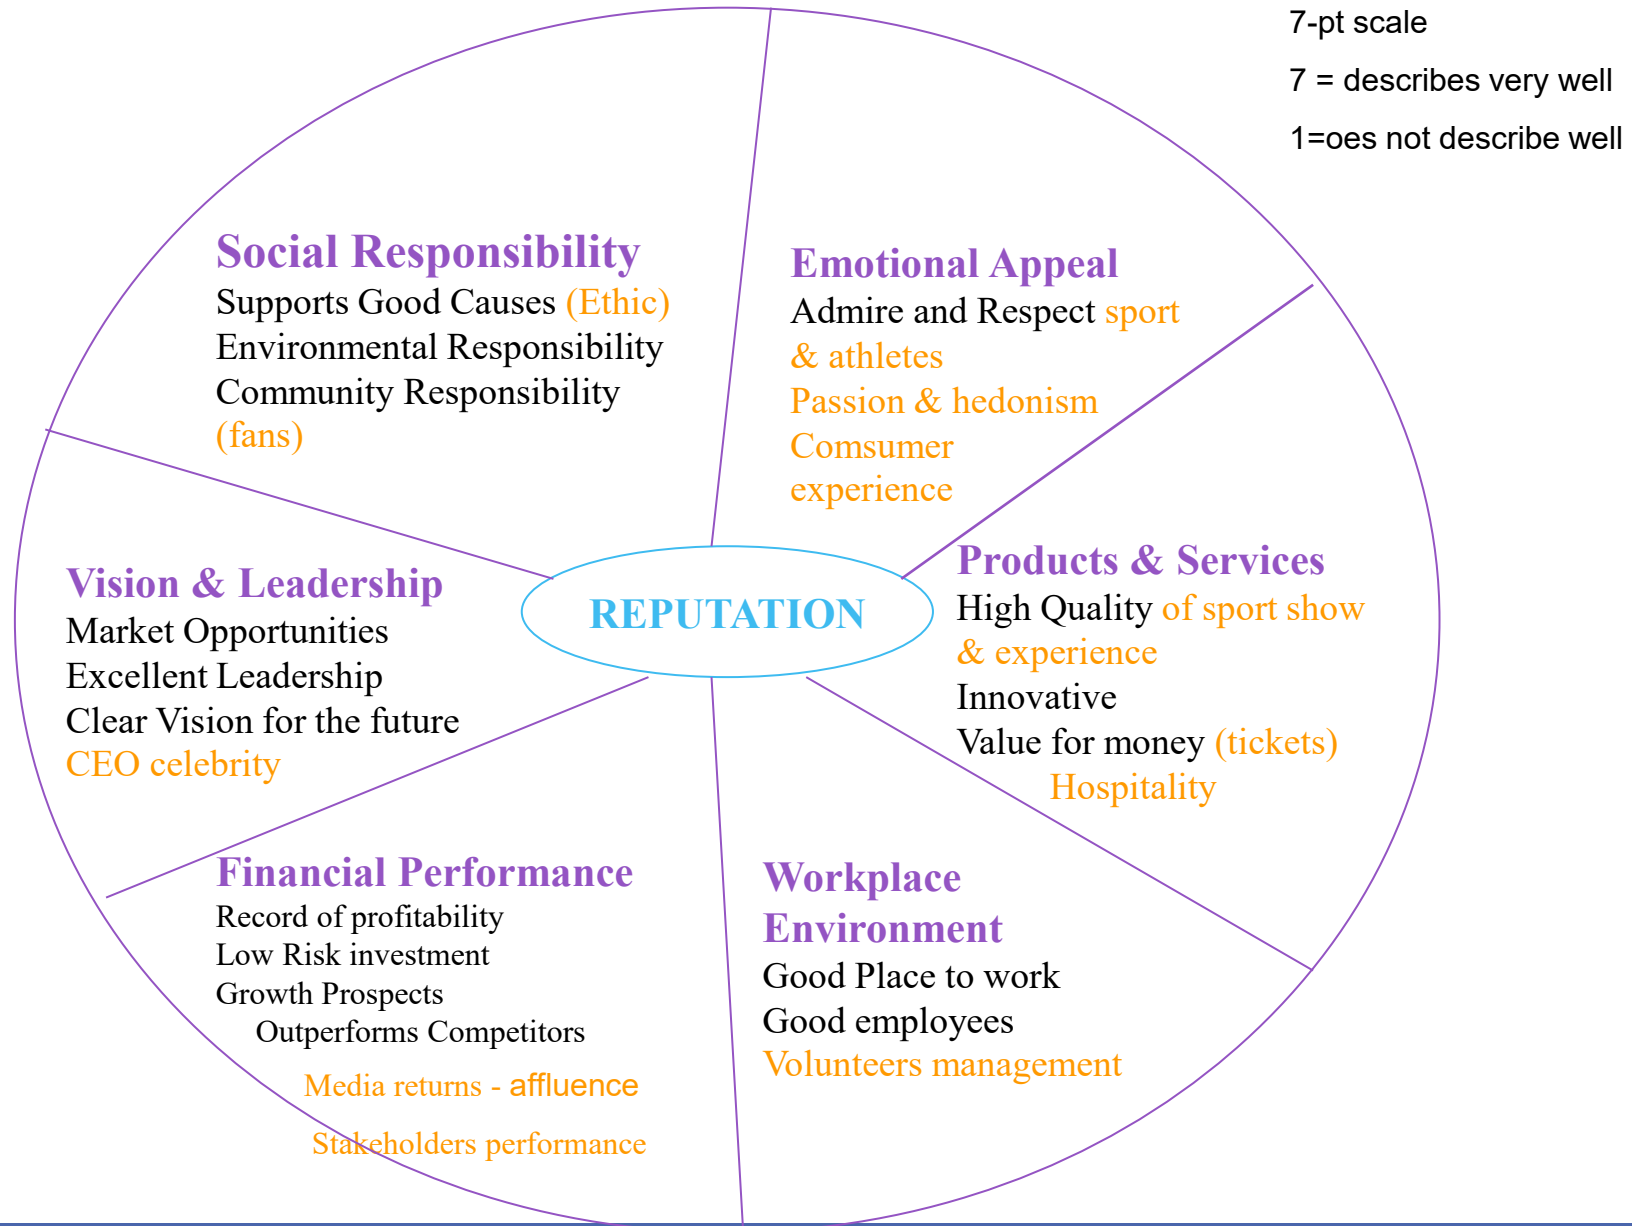 7-pt scale
7 = describes very well
1=oes not describe well
Social Responsibility
Supports Good Causes (Ethic)
Environmental Responsibility
Community Responsibility
(fans)
Emotional Appeal
Admire and Respect sport
& athletes
Passion & hedonism
Comsumer
experience
Vision & Leadership
Market Opportunities
Excellent Leadership
Clear Vision for the future
CEO celebrity
REPUTATION
Products & Services
High Quality of sport show
& experience
Innovative
Value for money (tickets)
Hospitality
Financial Performance
Record of profitability
Low Risk investment
Growth Prospects
Outperforms Competitors
Media returns - affluence
Stakeholders performance
Workplace
Environment
Good Place to work
Good employees
Volunteers management